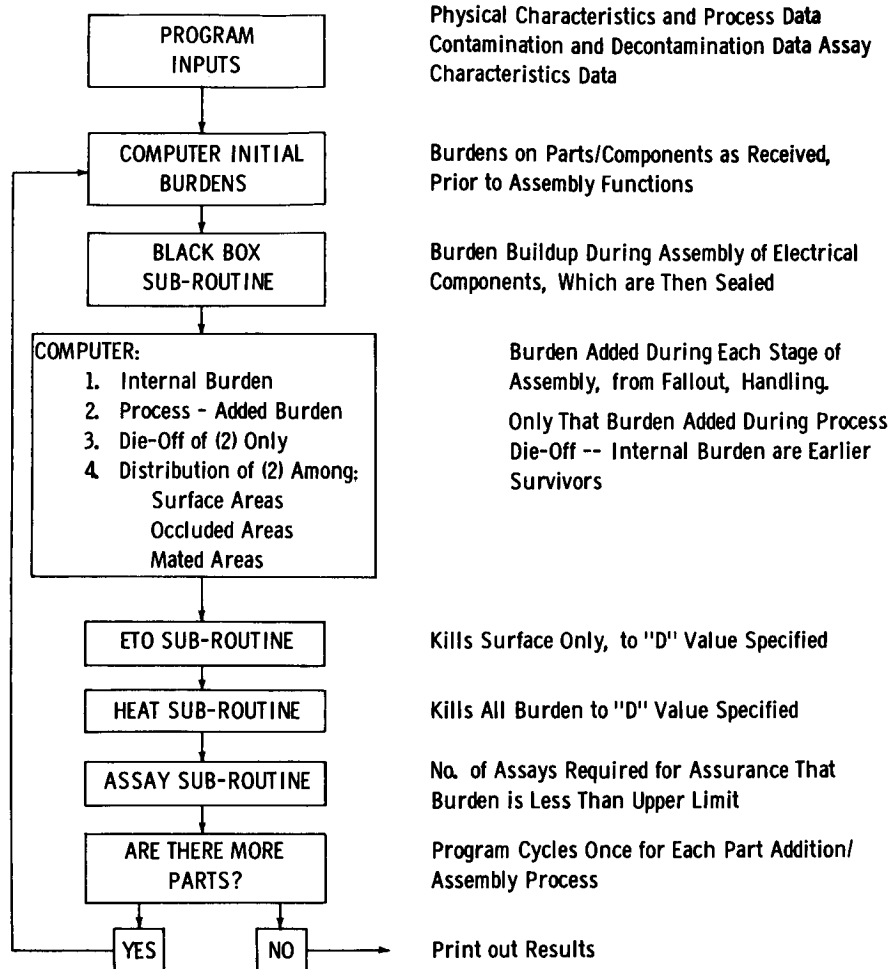 PROGRAM
INPUTS
Physical Characteristics and Process Data
Contamination and Decontamination Data Assay
Characteristics Data
COMPUTER INITIAL
BURDENS
Burdens on Parts/Components as Received,
Prior to Assembly Functions
BLACK BOX
SUB-ROUTINE
Burden Buildup During Assembly of Electrical
Components, Which are Then Sealed
COMPUTER:
1. Internal Burden
2. Process - Added Burden
3. Die-Off of (2) Only
4. Distribution of (2) Among:
Surface Areas
Occluded Areas
Mated Areas
Burden Added During Each Stage of
Assembly, from Fallout, Handling.
Only That Burden Added During Process
Die-Off -- Internal Burden are Earlier
Survivors
ETO SUB-ROUTINE
Kills Surface Only, to "D" Value Specified
HEAT SUB-ROUTINE
Kills All Burden to "D" Value Specified
ASSAY SUB-ROUTINE
No. of Assays Required for Assurance That
Burden is Less Than Upper Limit
ARE THERE MORE
PARTS?
Program Cycles Once for Each Part Addition/
Assembly Process
YES
NO
Print out Results